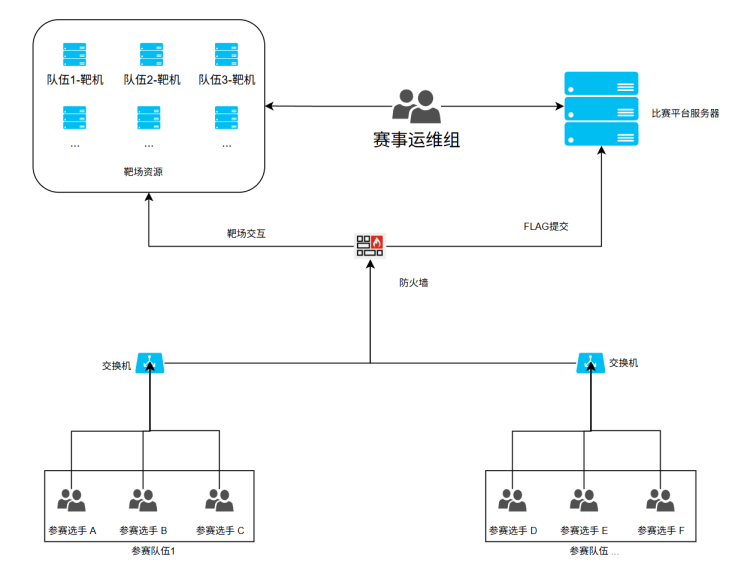 队伍1-靶机 队伍2-靶机 队伍3-靶机
... ... ...
靶场资源
赛事运维组
比赛平台服务器
靶场交互
FLAG提交
防火墙
交换机
交换机
参赛选手 A 参赛选手 B 参赛选手 C
参赛队伍1
参赛选手 D 参赛选手 E 参赛选手 F
参赛队伍 ...